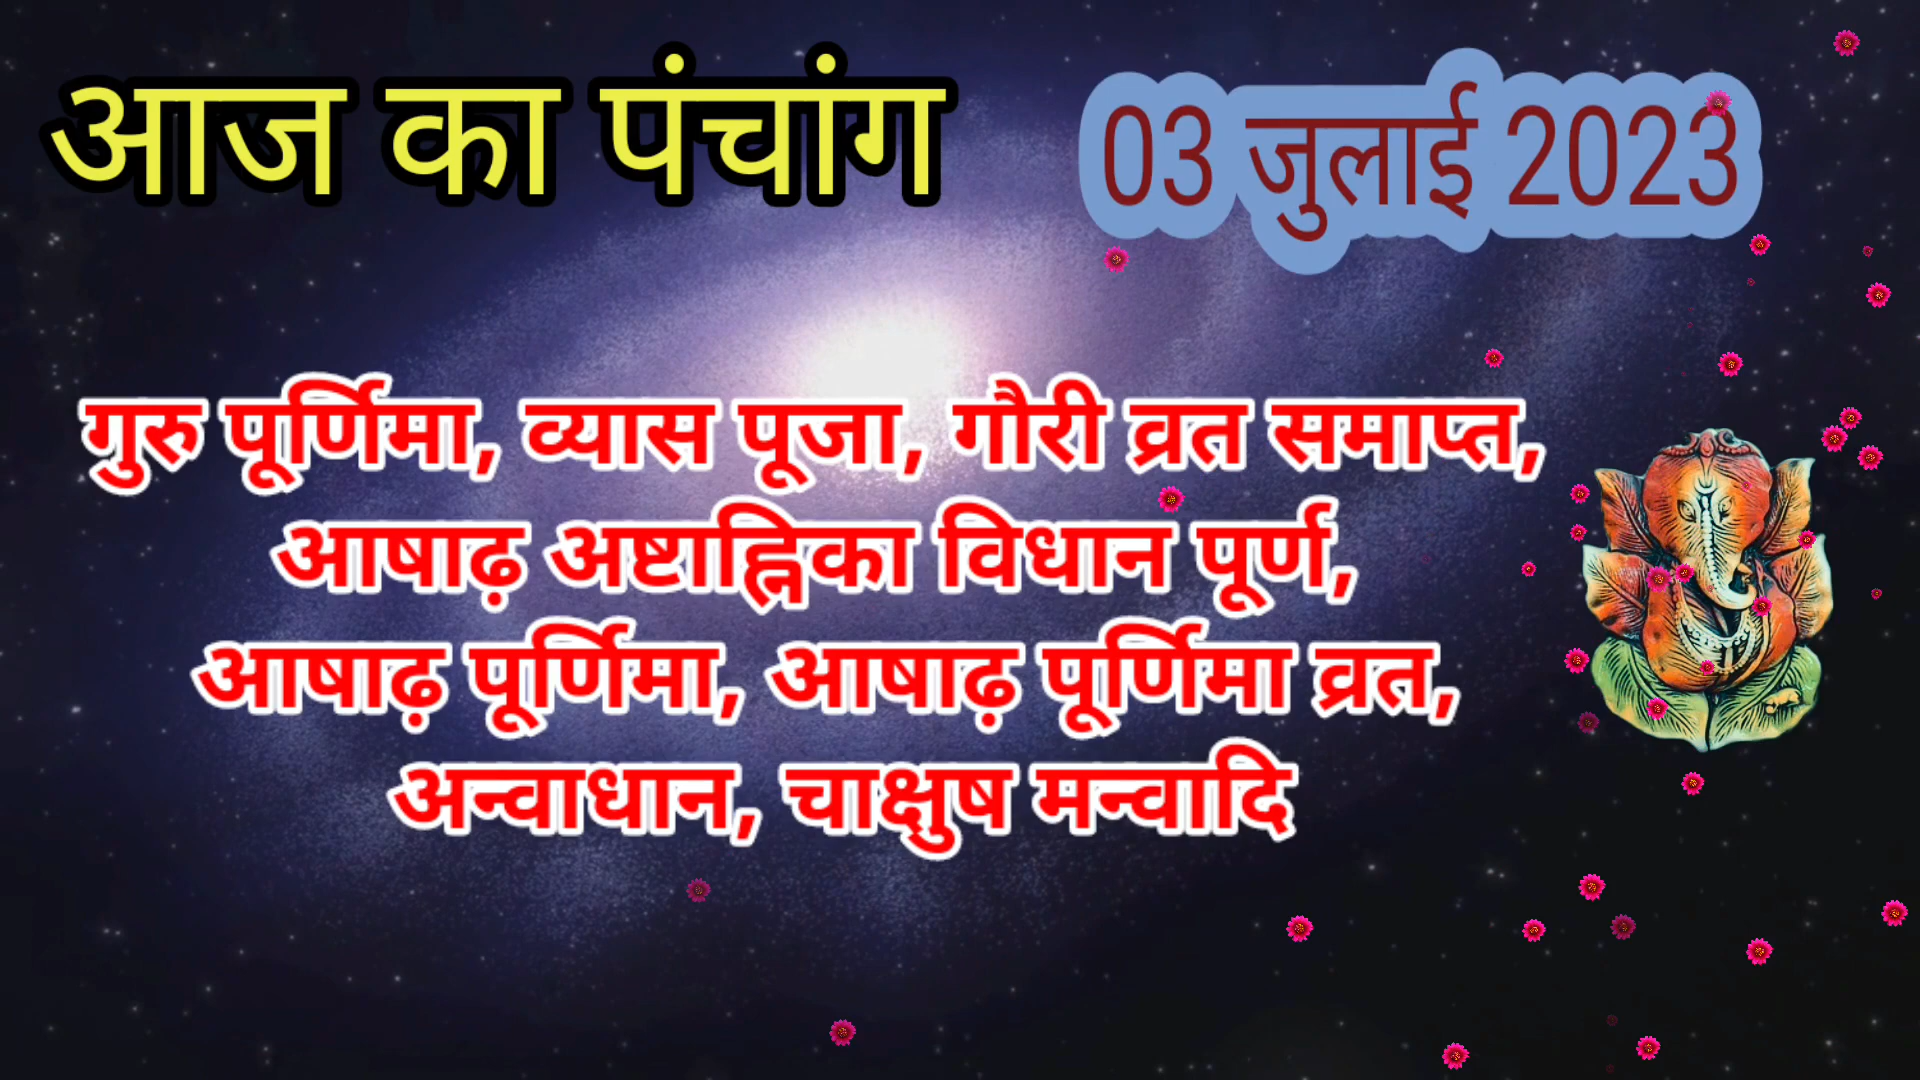 आज का पंचांग
03 जुलाई 2023
गुरु पूर्णिमा, व्यास पूजा, गौरी व्रत समाप्त,
आषाढ़ अष्टाह्निका विधान पूर्ण,
आषाढ़ पूर्णिमा, आषाढ़ पूर्णिमा व्रत,
अन्वाधान, चाक्षुष मन्वादि